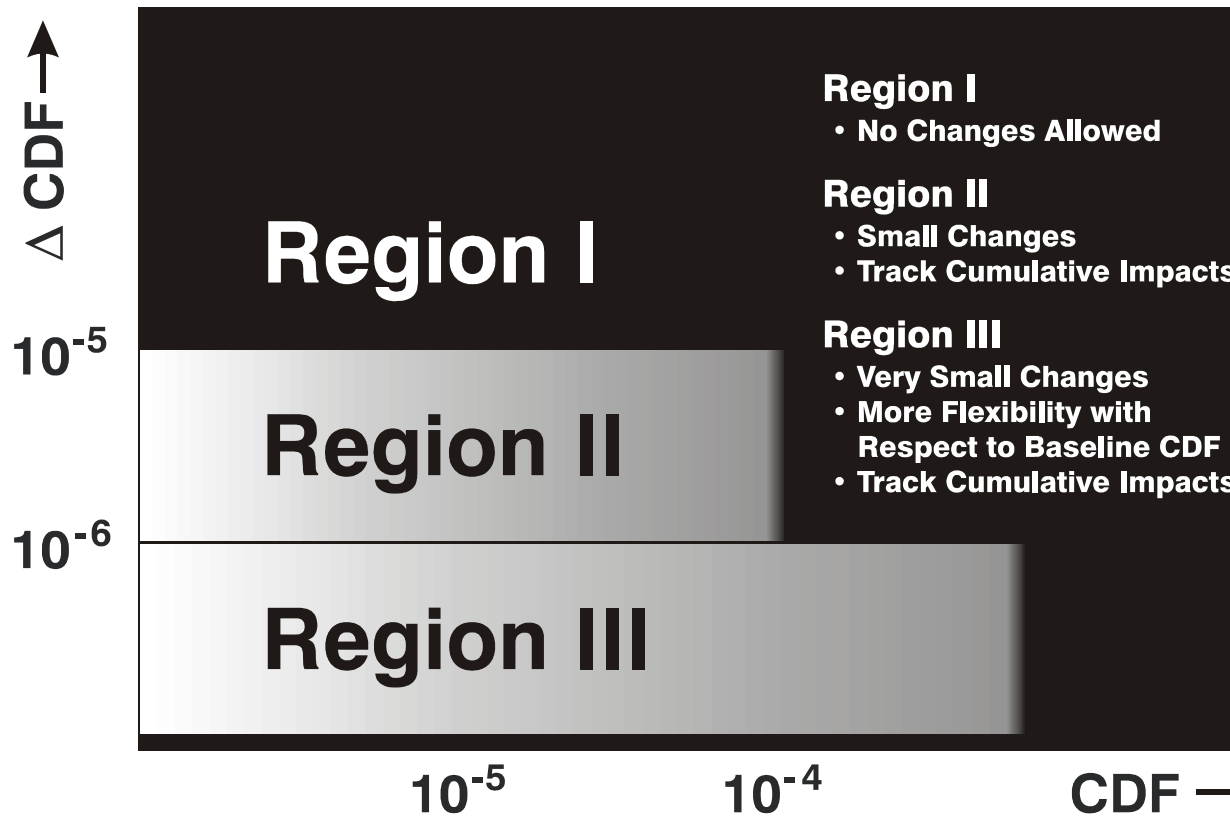 Δ CDF→
Region I
• No Changes Allowed
Region II
• Small Changes
• Track Cumulative Impacts
Region III
• Very Small Changes
• More Flexibility with
Respect to Baseline CDF
• Track Cumulative Impacts
Region I
10⁻⁵
Region II
10⁻⁶
Region III
10⁻⁵
10⁻⁴
CDF